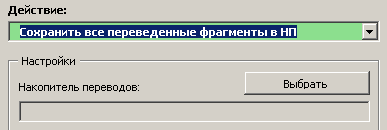 Действие:
Сохранить все переведенные фрагменты в НП
Настройки
Накопитель переводов:
Выбрать